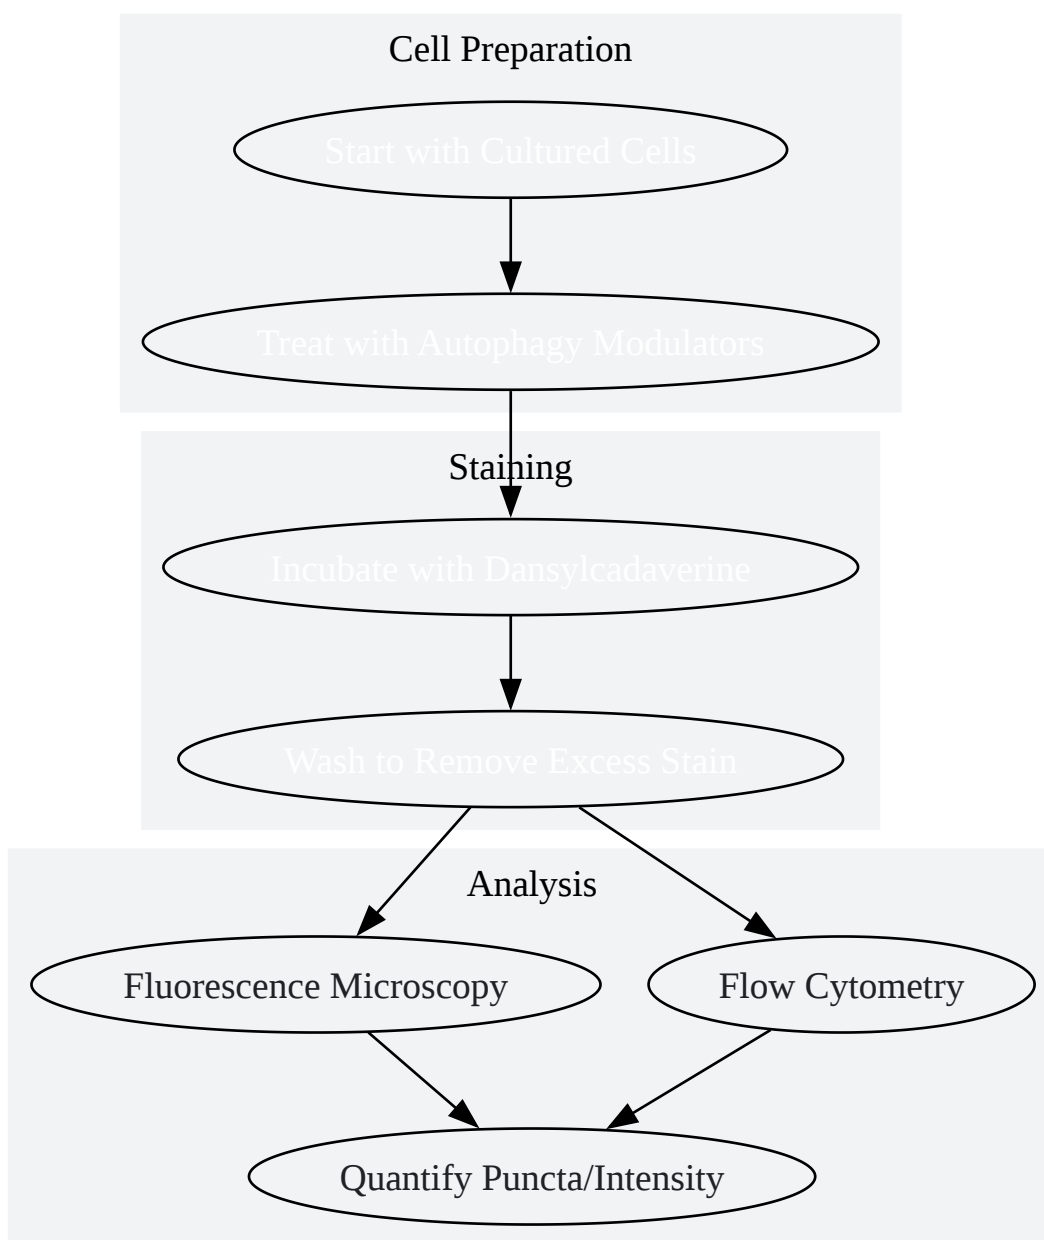 Cell Preparation
Start with Cultured Cells
Treat with Autophagy Modulators
Staining
Incubate with Dansylcadaverine
Wash to Remove Excess Stain
Analysis
Fluorescence Microscopy
Flow Cytometry
Quantify Puncta/Intensity